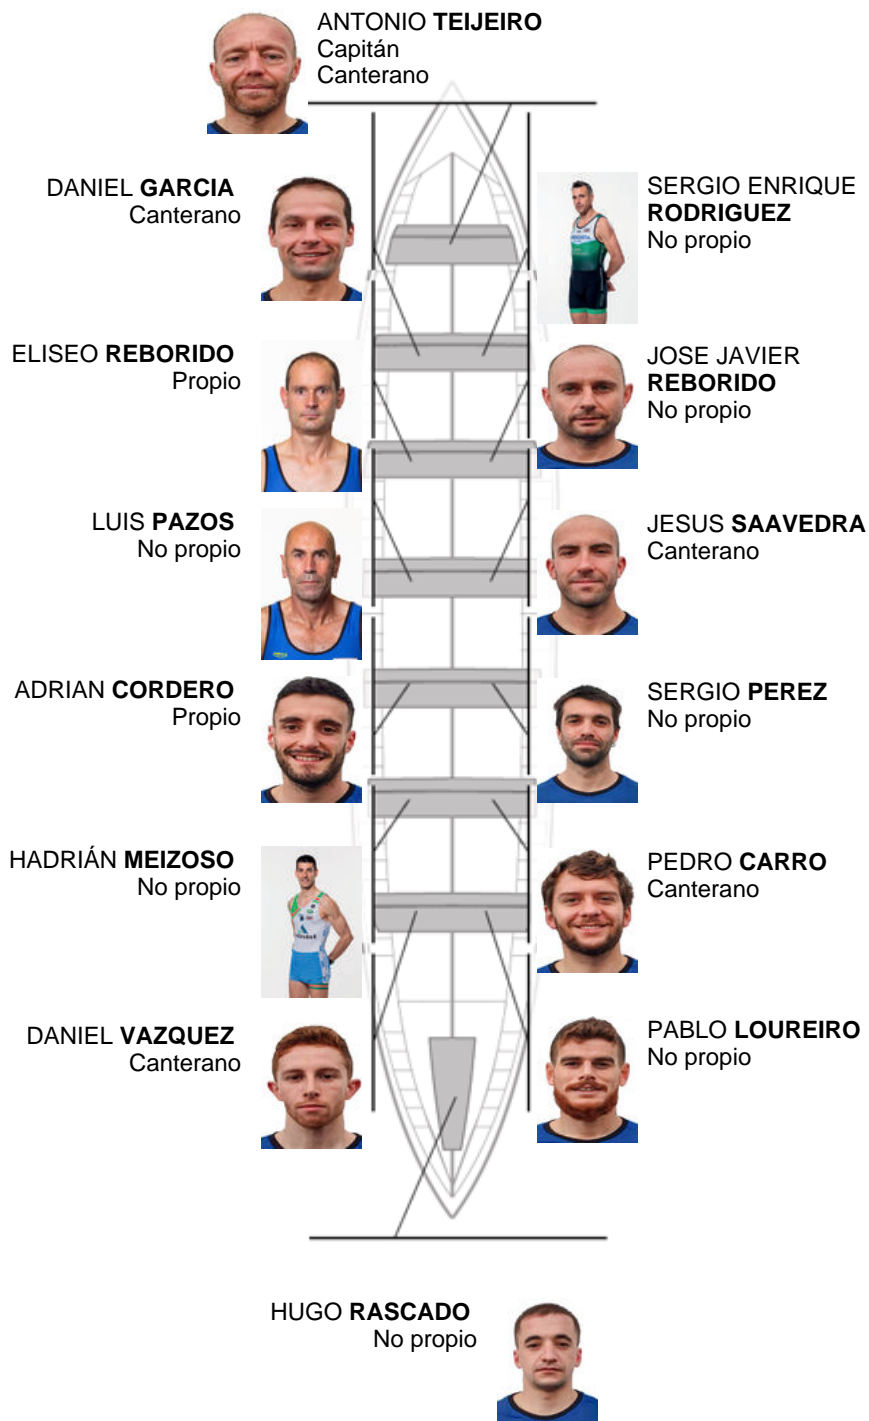 ANTONIO TEIJEIRO
Capitán
Canterano
DANIEL GARCIA
Canterano
SERGIO ENRIQUE
RODRIGUEZ
No propio
ELISEO REBORIDO
Propio
JOSE JAVIER
REBORIDO
No propio
LUIS PAZOS
No propio
JESUS SAAVEDRA
Canterano
ADRIAN CORDERO
Propio
SERGIO PEREZ
No propio
HADRIÁN MEIZOSO
No propio
PEDRO CARRO
Canterano
DANIEL VAZQUEZ
Canterano
PABLO LOUREIRO
No propio
HUGO RASCADO
No propio